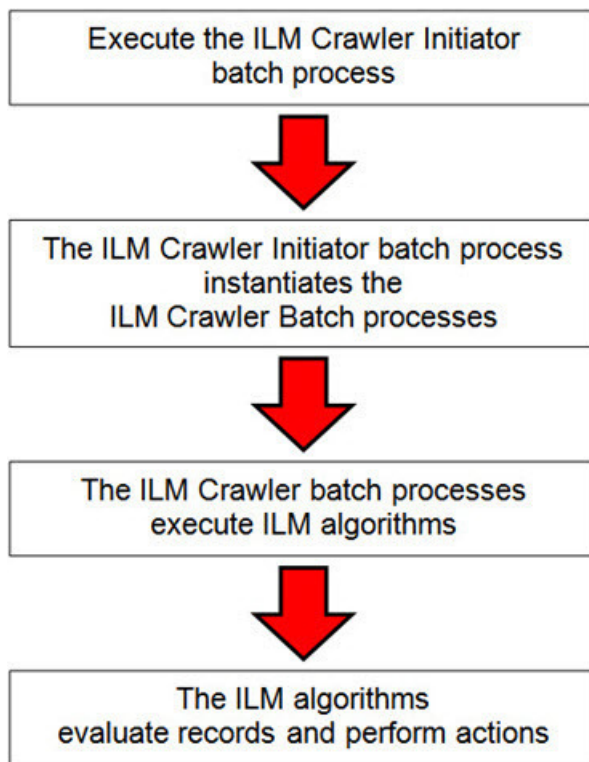 Execute the ILM Crawler Initiator
batch process
The ILM Crawler Initiator batch process
instantiates the
ILM Crawler Batch processes
The ILM Crawler batch processes
execute ILM algorithms
The ILM algorithms
evaluate records and perform actions